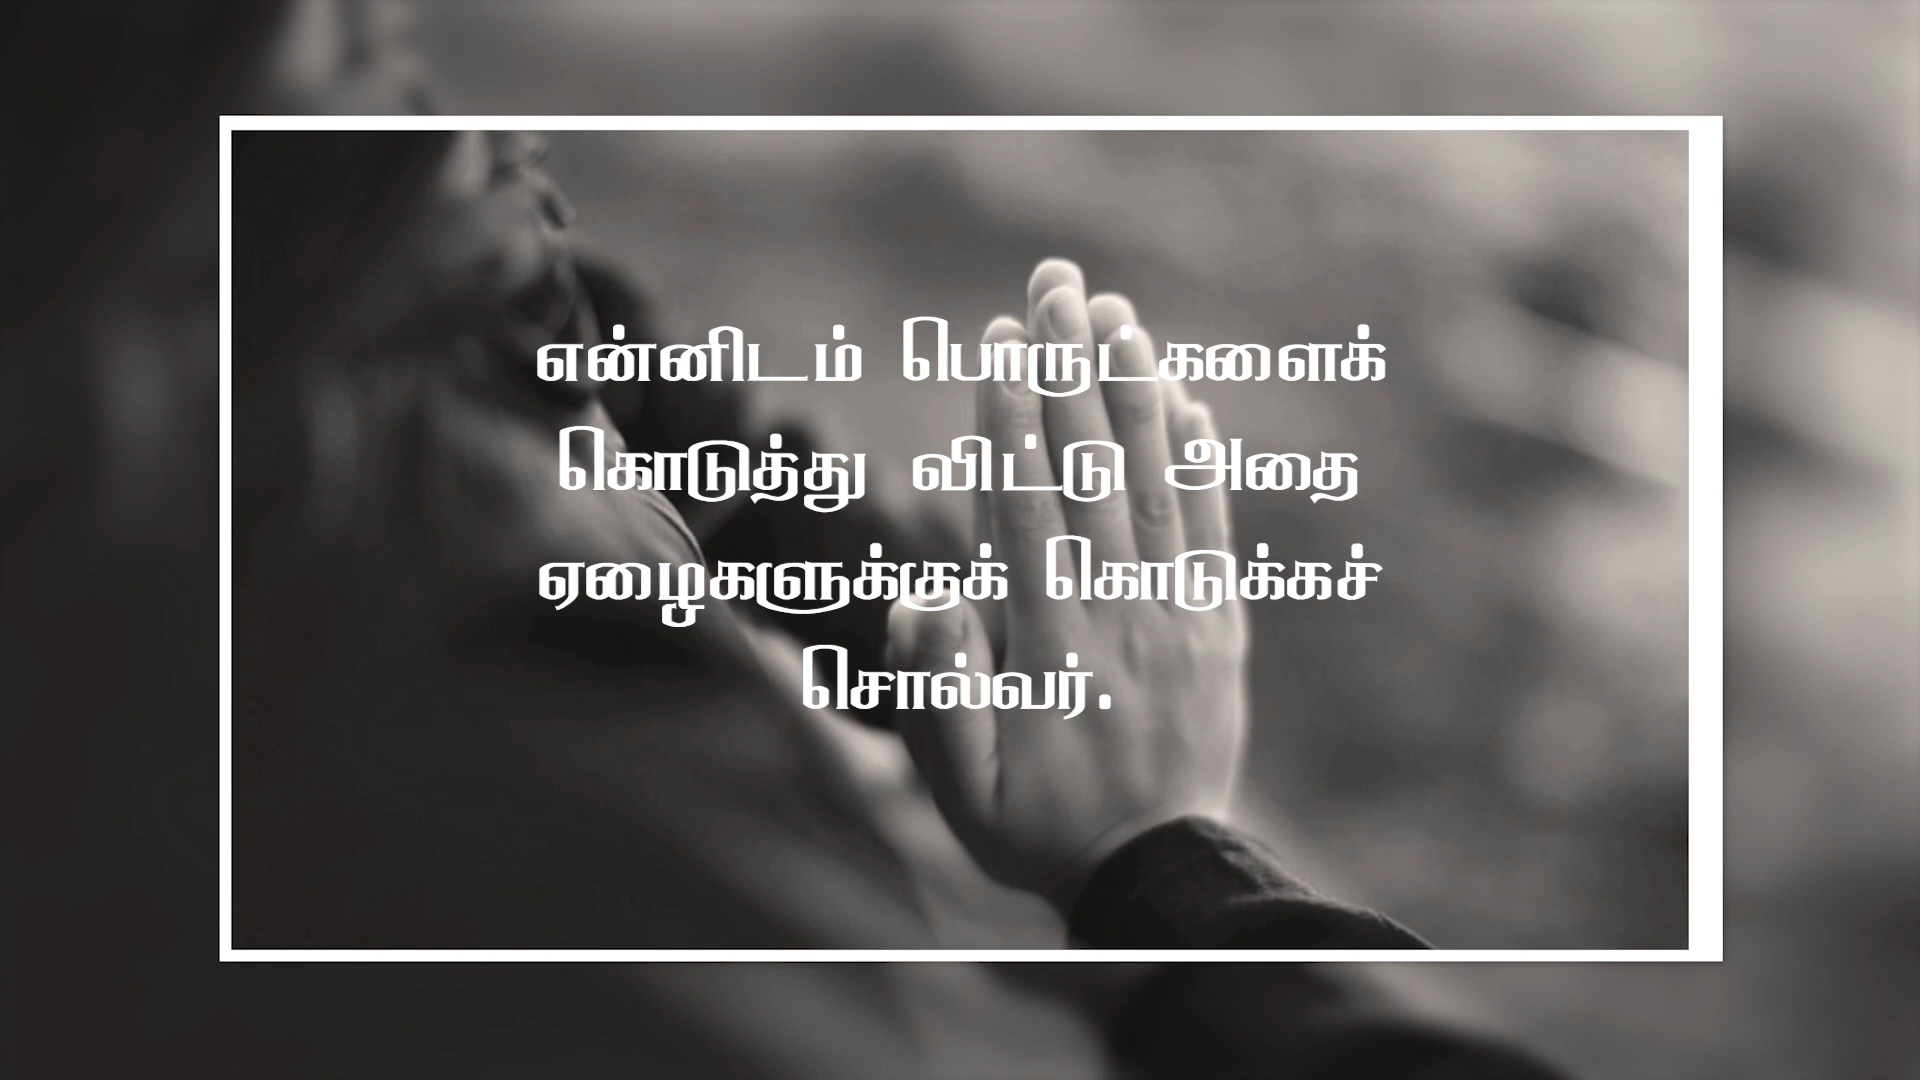 என்னிடம் பொருட்களைக்
கொடுத்து விட்டு அதை
ஏழைகளுக்குக் கொடுக்கச்
சொல்வர்.